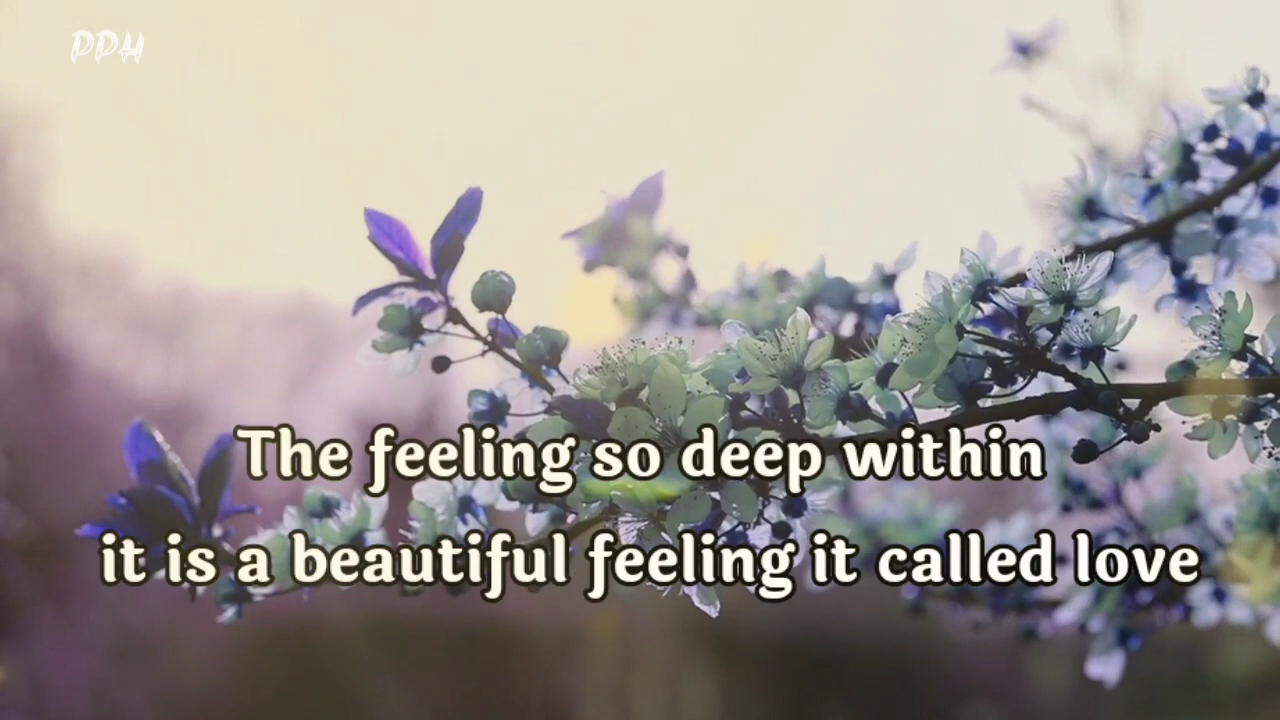 PPH
The feeling so deep within
it is a beautiful feeling it called love